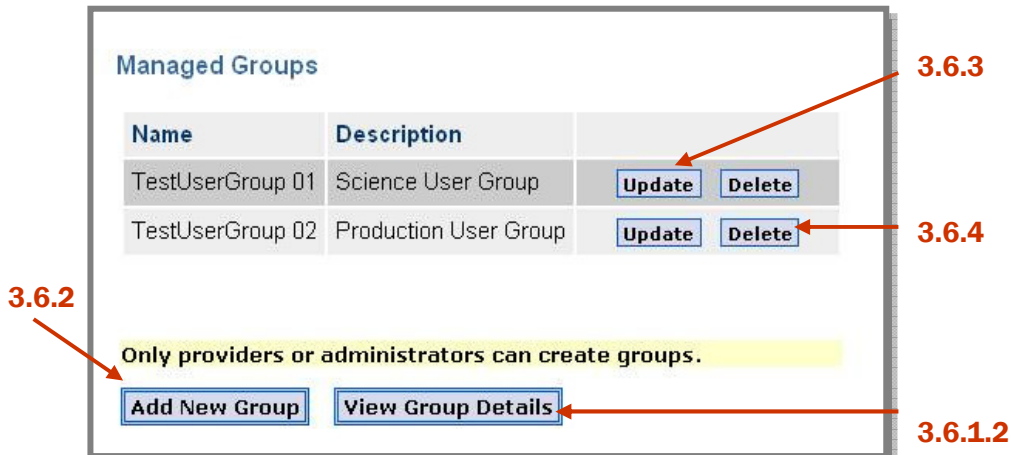 Managed Groups
3.6.3
Name Description
TestUserGroup 01 Science User Group Update Delete
TestUserGroup 02 Production User Group Update Delete
3.6.4
3.6.2
Only providers or administrators can create groups.
Add New Group View Group Details
3.6.1.2